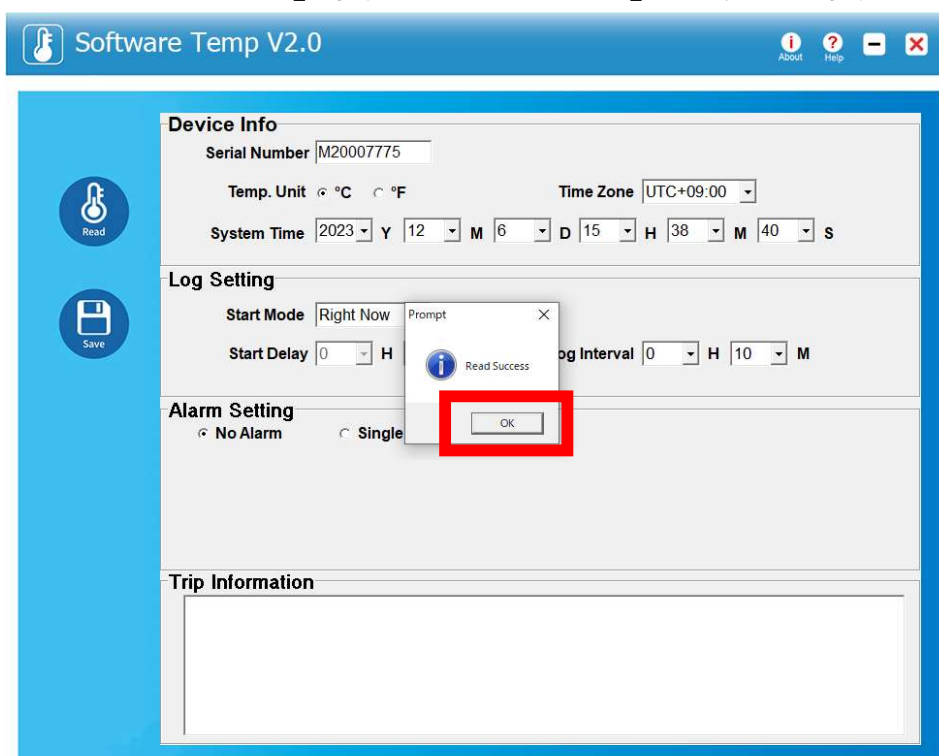 Software Temp V2.0
About
Help
Device Info
Serial Number M20007775
Temp. Unit °C °F Time Zone UTC+09:00
System Time 2023 Y 12 M 6 D 15 H 38 M 40 S
Read
Log Setting
Start Mode Right Now
Prompt
Save
Start Delay 0 H
Read Success
og Interval 0 H 10 M
OK
Alarm Setting
No Alarm Single
Trip Information